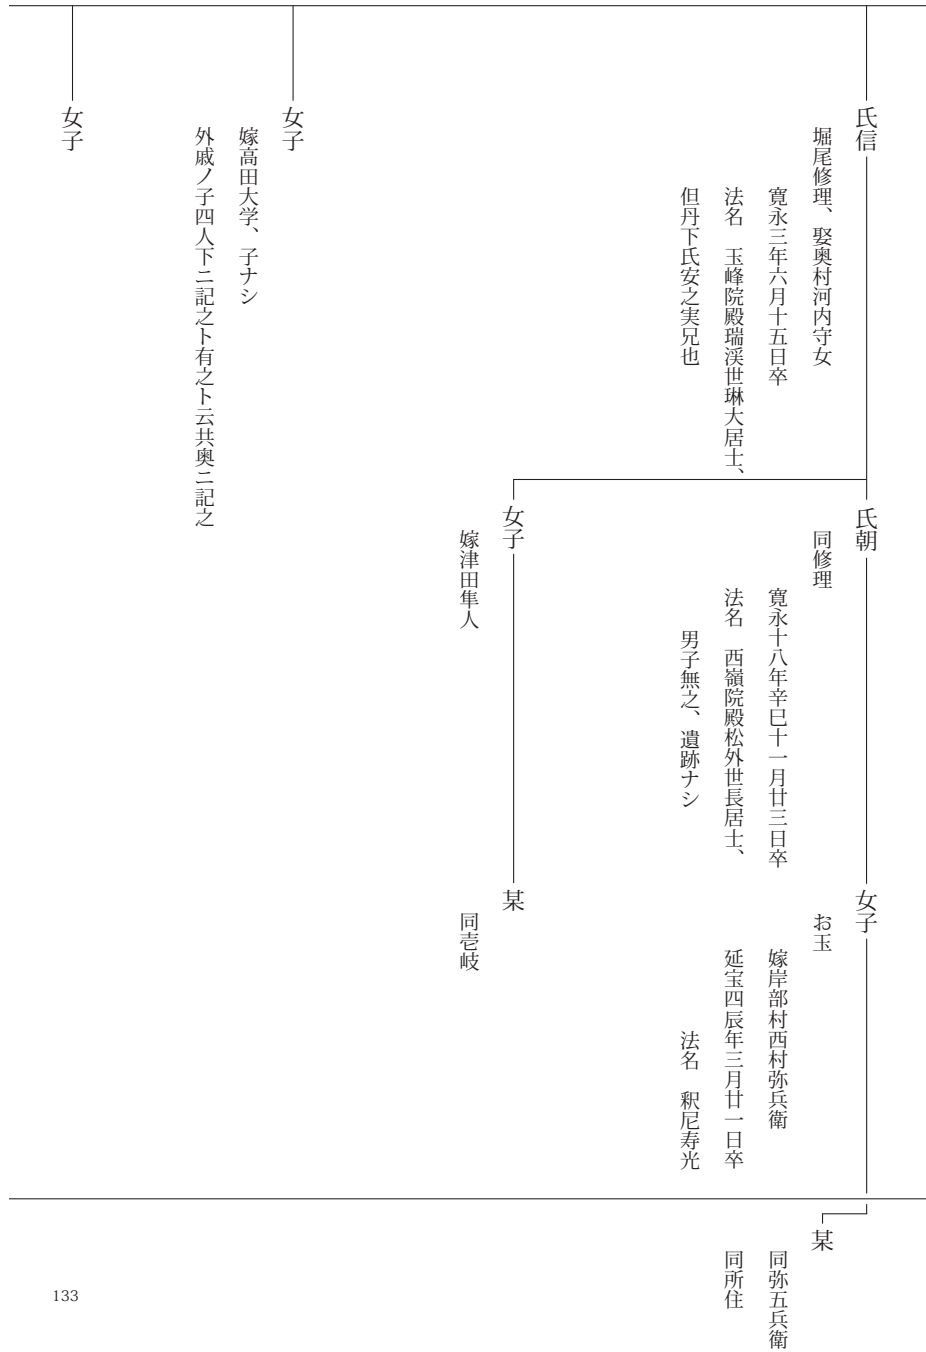 氏信
堀尾修理、娶奥村河内守女
寛永三年六月十五日卒
法名　玉峰院殿瑞渓世琳大居士、
但丹下氏安之実兄也
氏朝
同修理
寛永十八年辛巳十一月廿三日卒
法名　西嶺院殿松外世長居士、
男子無之、遺跡ナシ
女子
お玉
嫁岸部村西村弥兵衛
延宝四辰年三月廿一日卒
法名　釈尼寿光
某
同弥五兵衛
同所住
女子
嫁津田隼人
某
同壱岐
女子
嫁高田大学、子ナシ
外戚ノ子四人下ニ記之ト有之ト云共奥ニ記之
女子
133